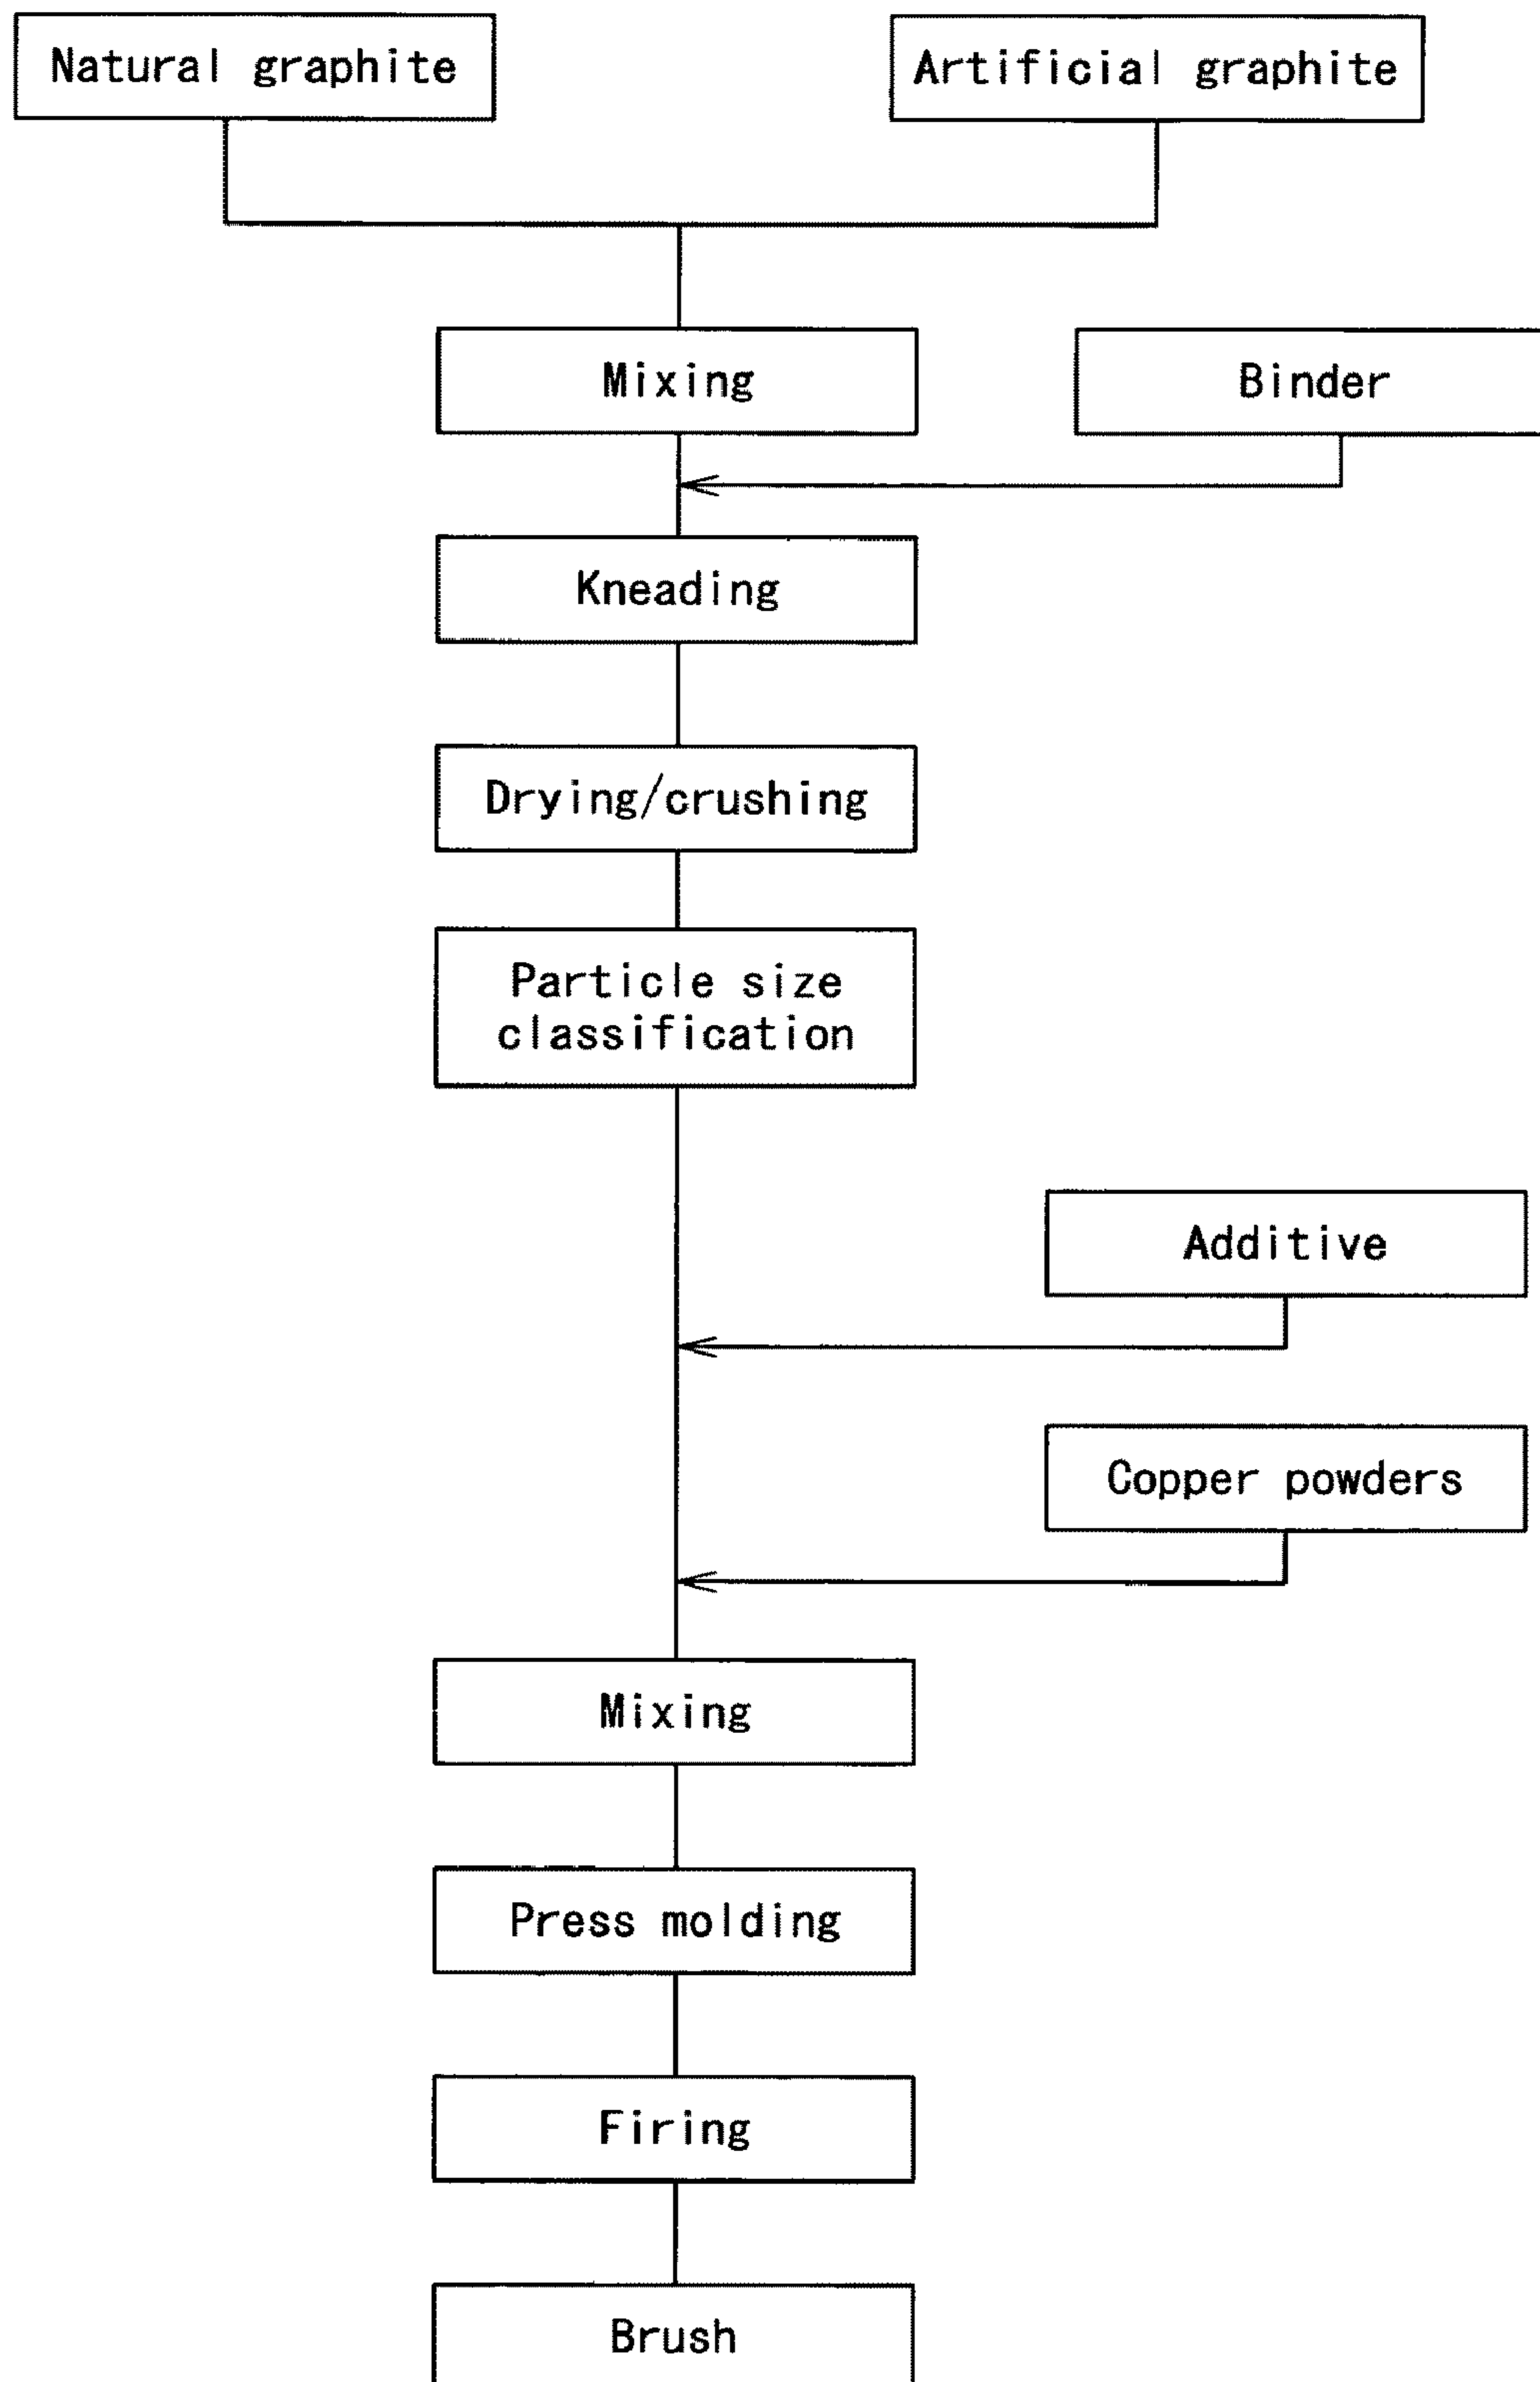 Natural graphite
Artificial graphite
Mixing
Binder
Kneading
Drying/crushing
Particle size
classification
Additive
Copper powders
Mixing
Press molding
Firing
Brush